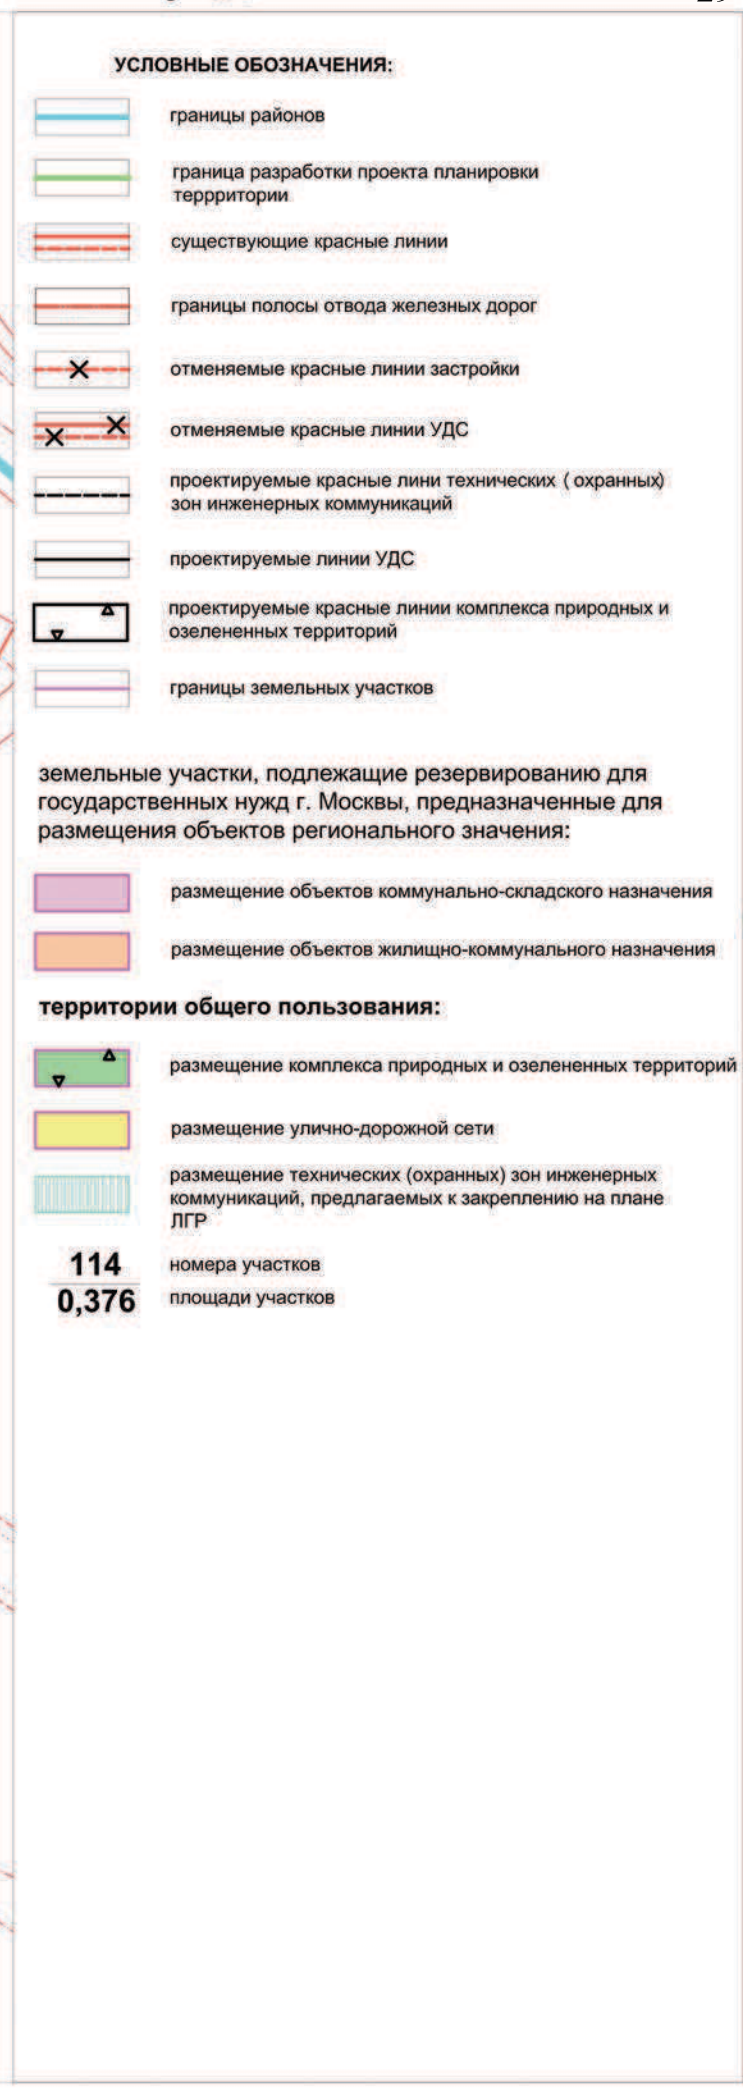 УСЛОВНЫЕ ОБОЗНАЧЕНИЯ:
границы районов
граница разработки проекта планировки
террритории
существующие красные линии
границы полосы отвода железных дорог
отменяемые красные линии застройки
отменяемые красные линии УДС
проектируемые красные лини технических ( охранных)
зон инженерных коммуникаций
проектируемые линии УДС
проектируемые красные линии комплекса природных и
озелененных территорий
границы земельных участков
земельные участки, подлежащие резервированию для
государственных нужд г. Москвы, предназначенные для
размещения объектов регионального значения:
размещение объектов коммунально-складского назначения
размещение объектов жилищно-коммунального назначения
территории общего пользования:
размещение комплекса природных и озелененных территорий
размещение улично-дорожной сети
размещение технических (охранных) зон инженерных
коммуникаций, предлагаемых к закреплению на плане
ЛГР
114 номера участков
0,376 площади участков